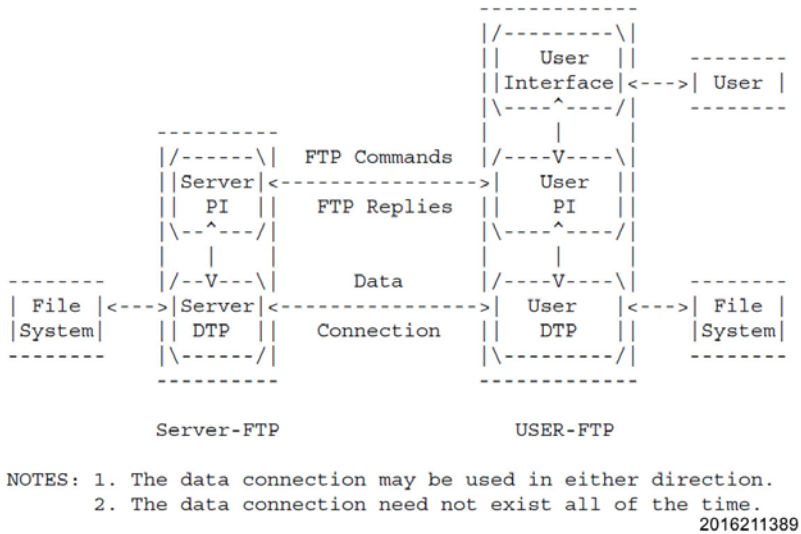 -------------
|/---------\|
||   User  ||    --------
||Interface|<--->| User |
|\----^----/|    --------
----------                |     |     |
|/------\|  FTP Commands  |/----V----\|
||Server|<---------------->|   User  ||
||  PI  ||   FTP Replies  ||    PI   ||
|\--^---/|                |\----^----/|
|   |    |                |     |     |
--------    |/--V---\|      Data      |/----V----\|    --------
| File |<--->|Server|<---------------->|   User  |<--->| File |
|System|    || DTP  ||   Connection   ||   DTP   ||    |System|
--------    |\------/|                |\---------/|    --------
----------                -------------
Server-FTP                   USER-FTP
NOTES: 1. The data connection may be used in either direction.
2. The data connection need not exist all of the time.
2016211389